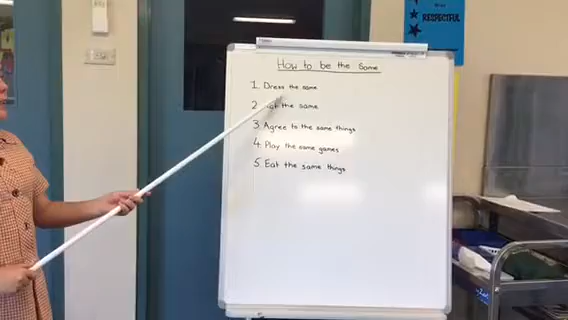 RESPECTFUL
How to be the Same
1. Dress the same
2. the same
3. Agree to the same things
4. Play the same games
5. Eat the same things